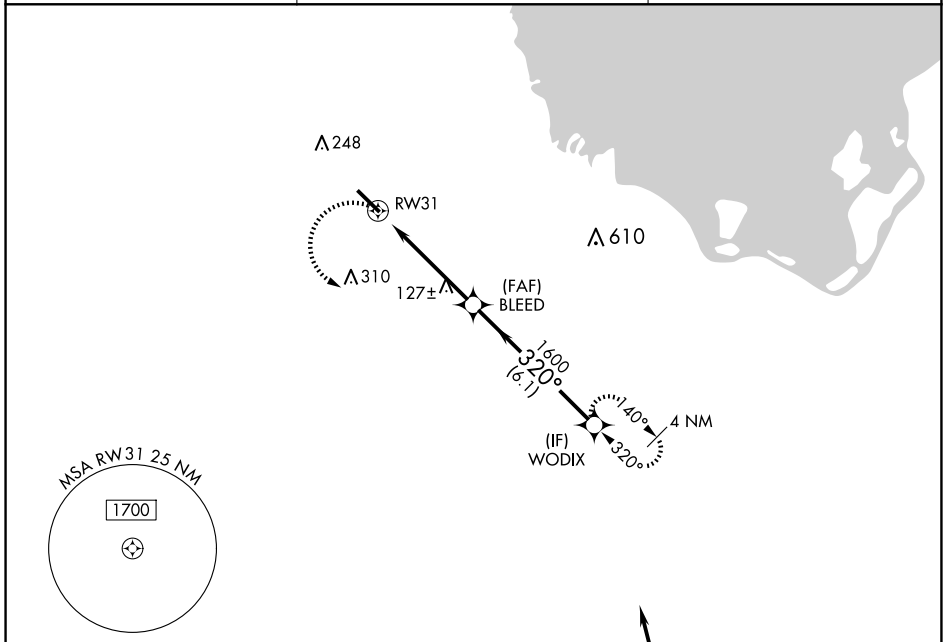 248
RW31
610
310
127±
(FAF)
BLEED
1600
320°
(6.1)
140°
4 NM
320°
(IF)
WODIX
MSA RW31 25 NM
1700